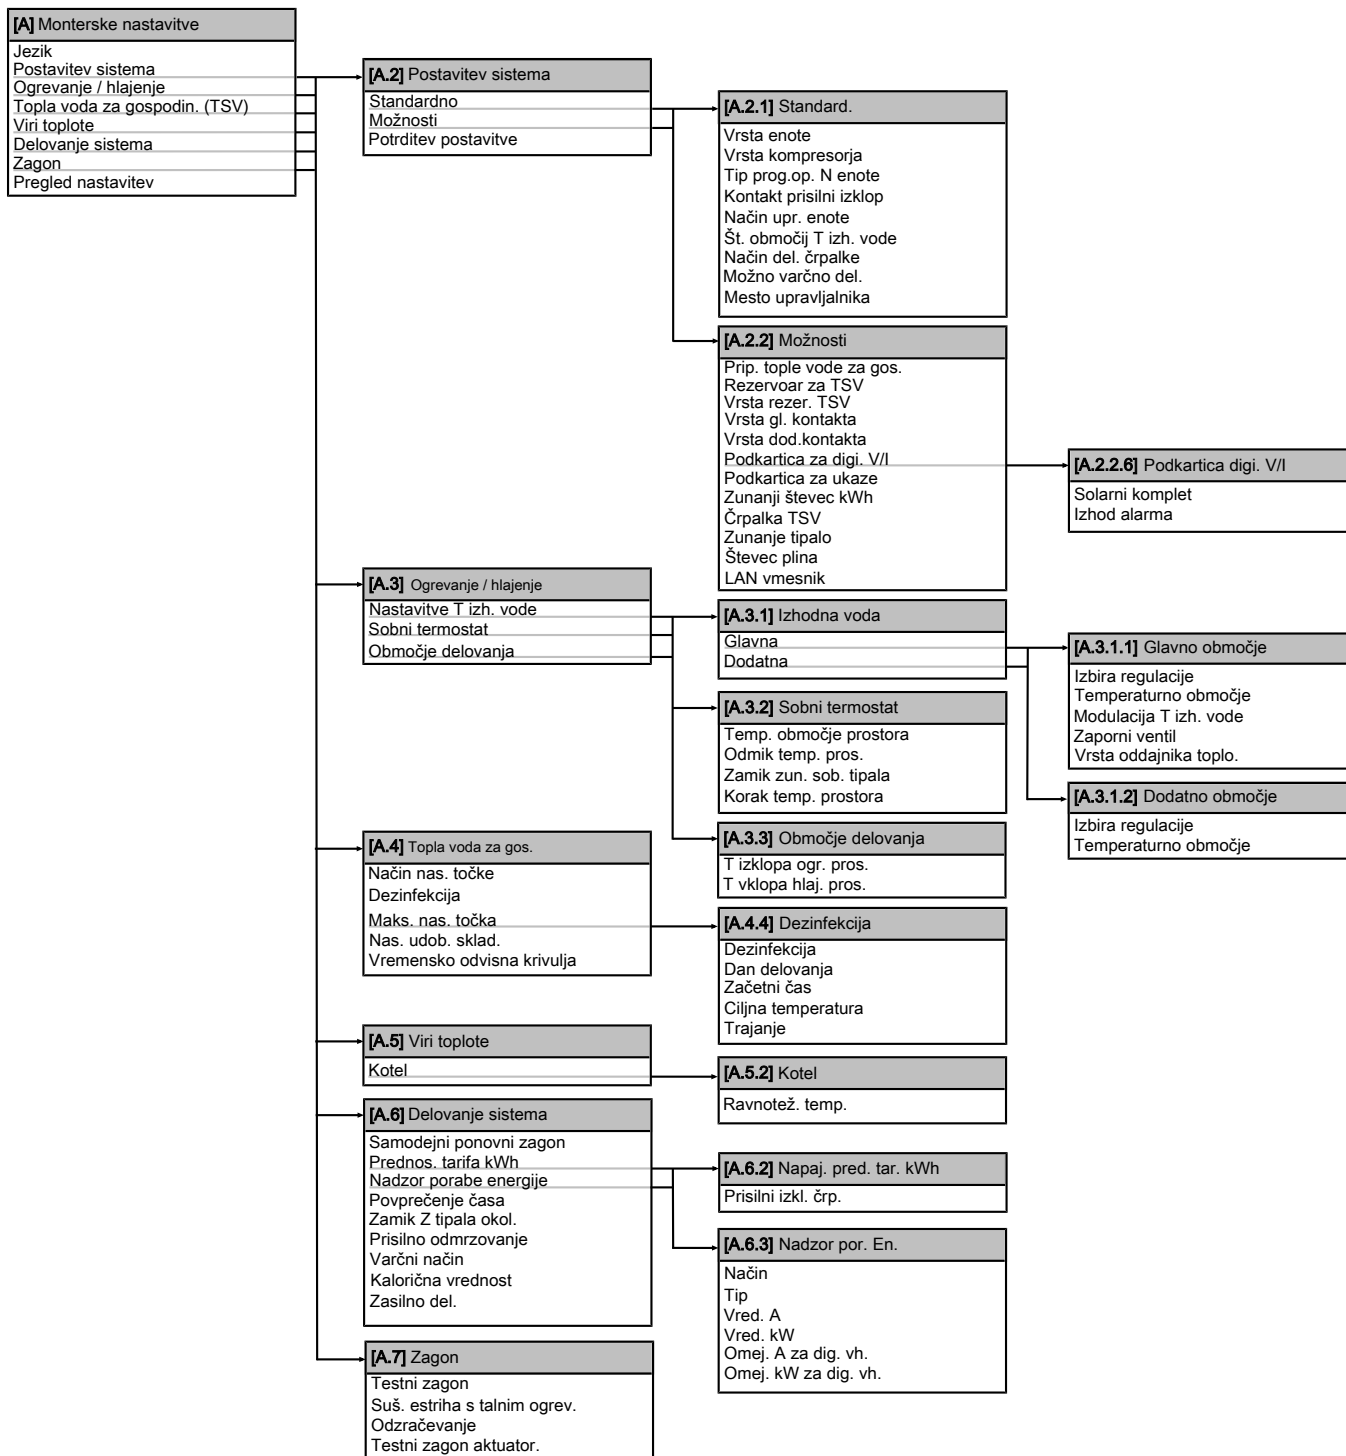 [A] Monterske nastavitve
Jezik
Postavitev sistema
Ogrevanje / hlajenje
Topla voda za gospodin. (TSV)
Viri toplote
Delovanje sistema
Zagon
Pregled nastavitev
[A.2] Postavitev sistema
Standardno
Možnosti
Potrditev postavitve
[A.2.1] Standard.
Vrsta enote
Vrsta kompresorja
Tip prog.op. N enote
Kontakt prisilni izklop
Način upr. enote
Št. območij T izh. vode
Način del. črpalke
Možno varčno del.
Mesto upravljalnika
[A.2.2] Možnosti
Prip. tople vode za gos.
Rezervoar za TSV
Vrsta rezer. TSV
Vrsta gl. kontakta
Vrsta dod.kontakta
Podkartica za digi. V/I
Podkartica za ukaze
Zunanji števec kWh
Črpalka TSV
Zunanje tipalo
Števec plina
LAN vmesnik
[A.2.2.6] Podkartica digi. V/I
Solarni komplet
Izhod alarma
[A.3] Ogrevanje / hlajenje
Nastavitve T izh. vode
Sobni termostat
Območje delovanja
[A.3.1] Izhodna voda
Glavna
Dodatna
[A.3.1.1] Glavno območje
Izbira regulacije
Temperaturno območje
Modulacija T izh. vode
Zaporni ventil
Vrsta oddajnika toplo.
[A.3.2] Sobni termostat
Temp. območje prostora
Odmik temp. pros.
Zamik zun. sob. tipala
Korak temp. prostora
[A.3.1.2] Dodatno območje
Izbira regulacije
Temperaturno območje
[A.3.3] Območje delovanja
T izklopa ogr. pros.
T vklopa hlaj. pros.
[A.4] Topla voda za gos.
Način nas. točke
Dezinfekcija
Maks. nas. točka
Nas. udob. sklad.
Vremensko odvisna krivulja
[A.4.4] Dezinfekcija
Dezinfekcija
Dan delovanja
Začetni čas
Ciljna temperatura
Trajanje
[A.5] Viri toplote
Kotel
[A.5.2] Kotel
Ravnotež. temp.
[A.6] Delovanje sistema
Samodejni ponovni zagon
Prednos. tarifa kWh
Nadzor porabe energije
Povprečenje časa
Zamik Z tipala okol.
Prisilno odmrzovanje
Varčni način
Kalorična vrednost
Zasilno del.
[A.6.2] Napaj. pred. tar. kWh
Prisilni izkl. črp.
[A.6.3] Nadzor por. En.
Način
Tip
Vred. A
Vred. kW
Omej. A za dig. vh.
Omej. kW za dig. vh.
[A.7] Zagon
Testni zagon
Suš. estriha s talnim ogrev.
Odzračevanje
Testni zagon aktuator.